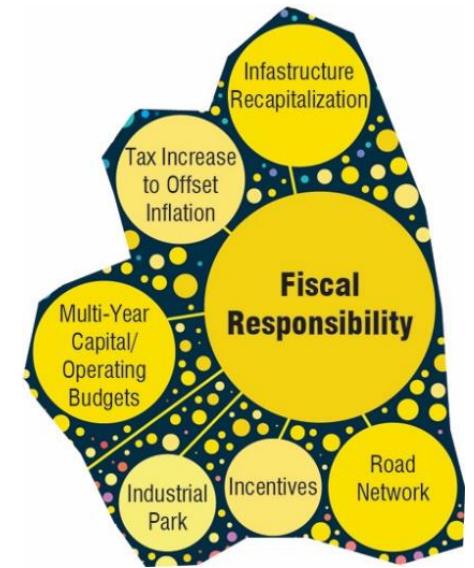 Infastructure
Recapitalization
Tax Increase
to Offset
Inflation
Fiscal
Responsibility
Multi-Year
Capital/
Operating
Budgets
Industrial
Park
Incentives
Road
Network